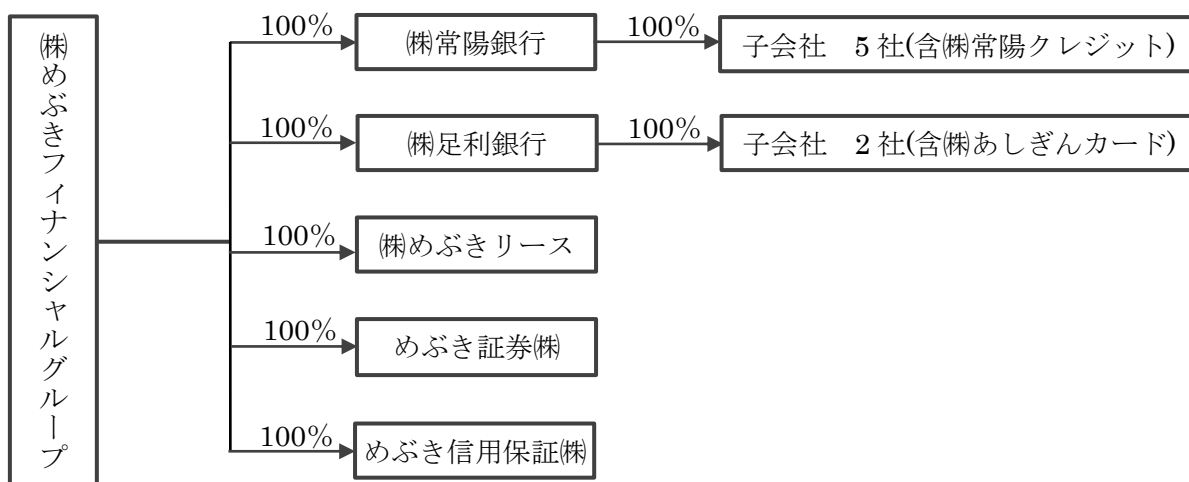 ㈱めぶきフィナンシャルグループ
100%
㈱常陽銀行
100%
子会社 5社(含㈱常陽クレジット)
100%
㈱足利銀行
100%
子会社 2社(含㈱あしぎんカード)
100%
㈱めぶきリース
100%
めぶき証券㈱
100%
めぶき信用保証㈱